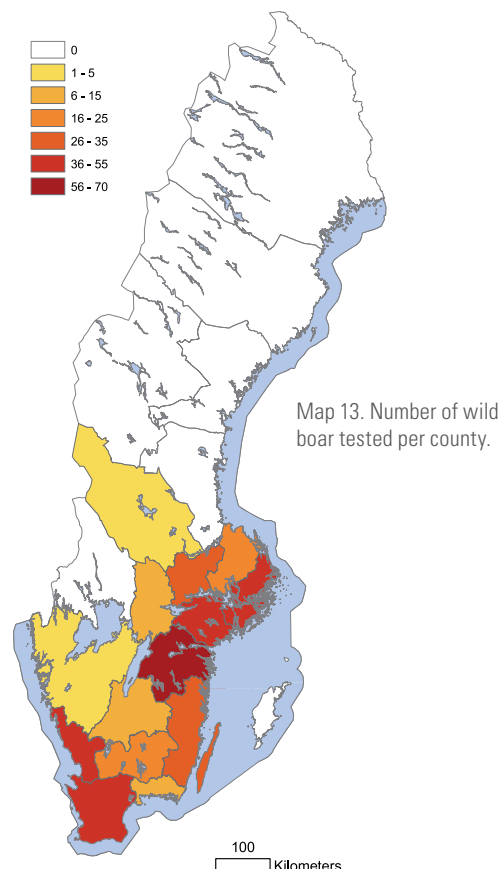 0
1 - 5
6 - 15
16 - 25
26 - 35
36 - 55
56 - 70
Map 13. Number of wild
boar tested per county.
100
Kilometers